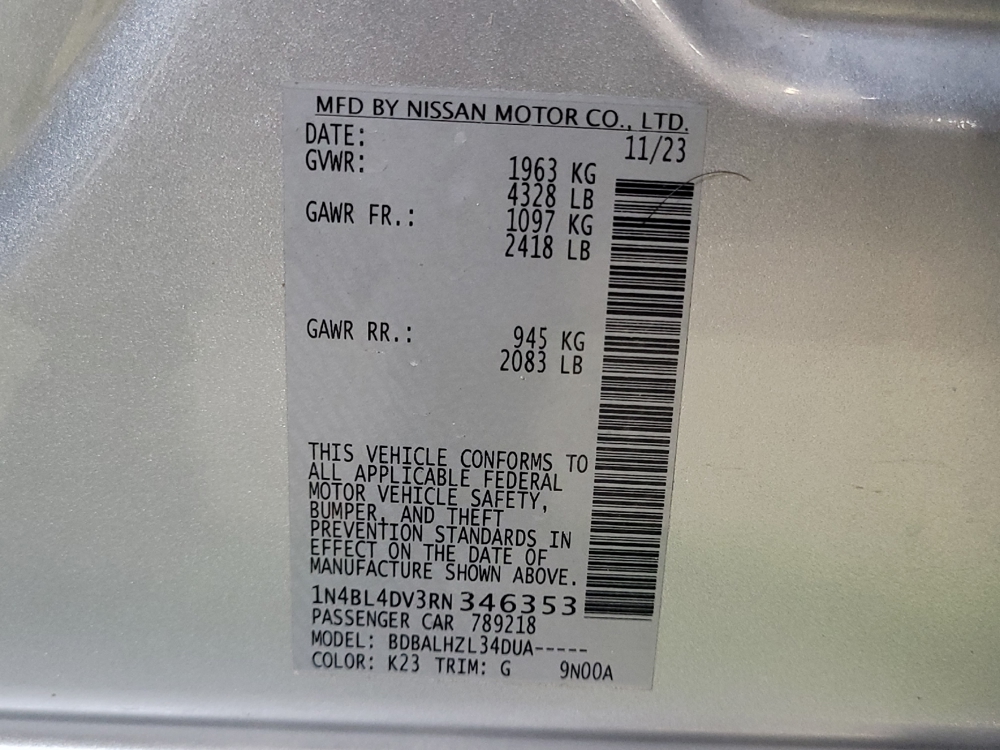 MFD BY NISSAN MOTOR CO., LTD.
DATE: 11/23
GVWR: 1963 KG
4328 LB
GAWR FR.: 1097 KG
2418 LB
GAWR RR.: 945 KG
2083 LB
THIS VEHICLE CONFORMS TO
ALL APPLICABLE FEDERAL
MOTOR VEHICLE SAFETY,
BUMPER, AND THEFT
PREVENTION STANDARDS IN
EFFECT ON THE DATE OF
MANUFACTURE SHOWN ABOVE.
1N4BL4DV3RN 346353
PASSENGER CAR 789218
MODEL: BDBALHZL34DUA-----
COLOR: K23 TRIM: G 9N00A